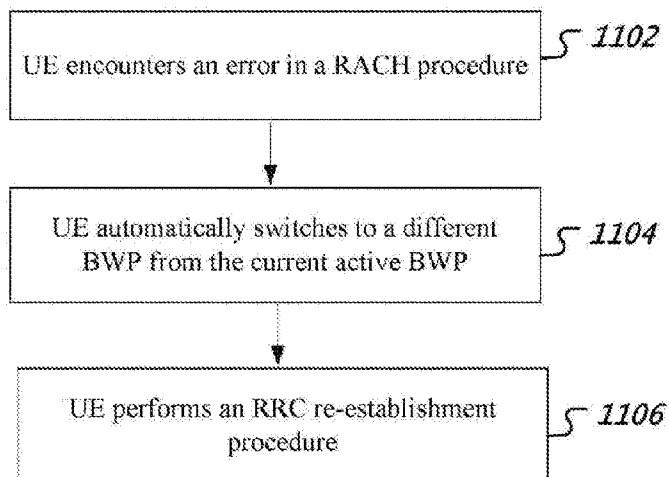 UE encounters an error in a RACH procedure
1102
UE automatically switches to a different
BWP from the current active BWP
1104
UE performs an RRC re-establishment
procedure
1106